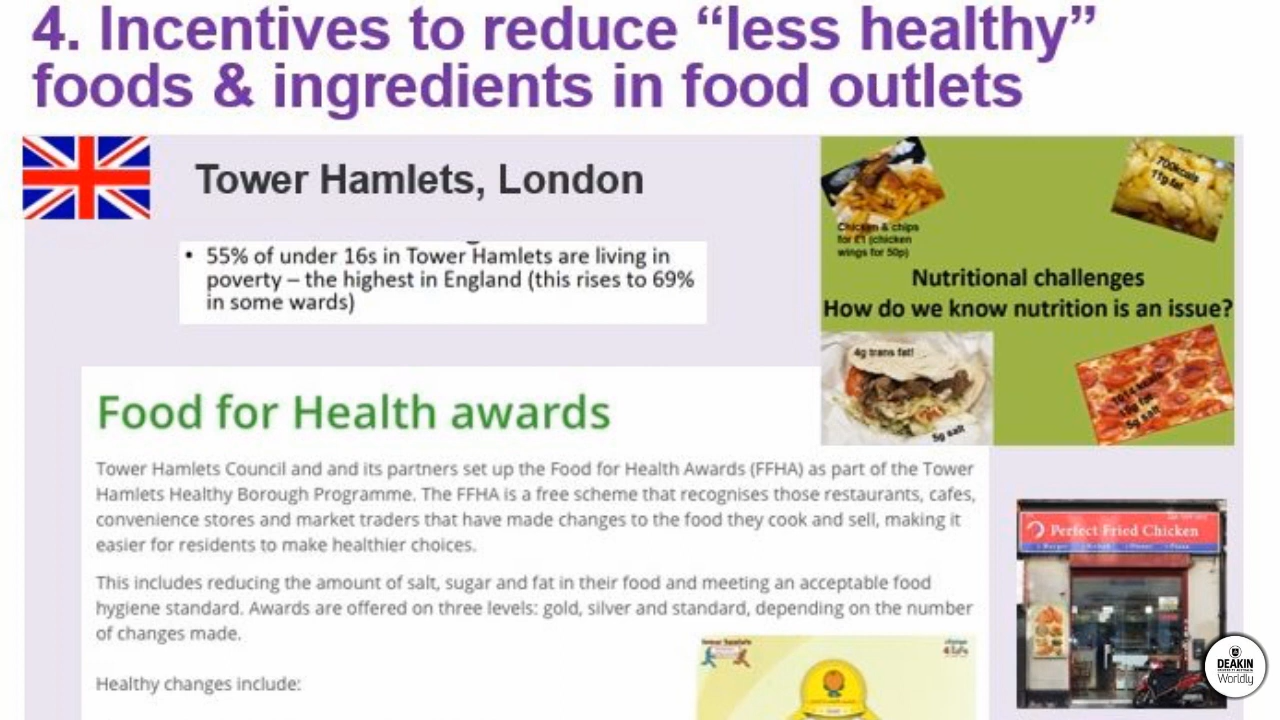 4. Incentives to reduce “less healthy”
foods & ingredients in food outlets
Tower Hamlets, London
• 55% of under 16s in Tower Hamlets are living in
poverty – the highest in England (this rises to 69%
in some wards)
Chicken & chips
for £1 (chicken
wings for 50p)
700kcals
11g fat
Nutritional challenges
How do we know nutrition is an issue?
4g trans fat!
5g salt
5g salt
Food for Health awards
Tower Hamlets Council and and its partners set up the Food for Health Awards (FFHA) as part of the Tower
Hamlets Healthy Borough Programme. The FFHA is a free scheme that recognises those restaurants, cafes,
convenience stores and market traders that have made changes to the food they cook and sell, making it
easier for residents to make healthier choices.
This includes reducing the amount of salt, sugar and fat in their food and meeting an acceptable food
hygiene standard. Awards are offered on three levels: gold, silver and standard, depending on the number
of changes made.
Healthy changes include:
Perfect Fried Chicken
DEAKIN
Worldly